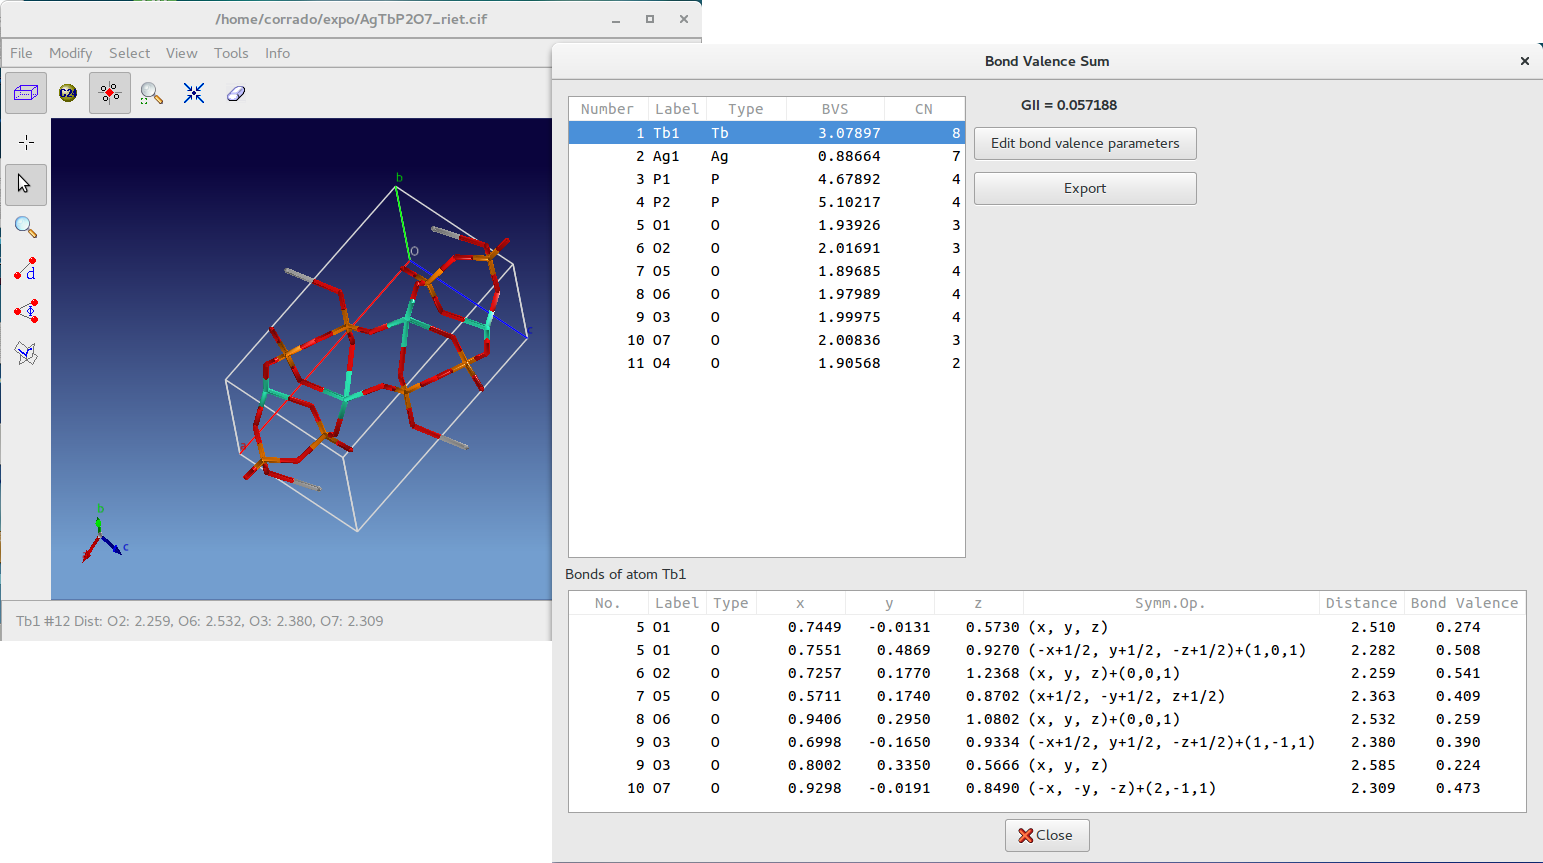 /home/corrado/expo/AgTbP2O7_riet.cif
File Modify Select View Tools Info
C24
d
b
O
c
a
b
c
Tb1 #12 Dist: O2: 2.259, O6: 2.532, O3: 2.380, O7: 2.309
Bond Valence Sum
Number Label Type BVS CN
1 Tb1 Tb 3.07897 8
2 Ag1 Ag 0.88664 7
3 P1 P 4.67892 4
4 P2 P 5.10217 4
5 O1 O 1.93926 3
6 O2 O 2.01691 3
7 O5 O 1.89685 4
8 O6 O 1.97989 4
9 O3 O 1.99975 4
10 O7 O 2.00836 3
11 O4 O 1.90568 2
GII = 0.057188
Edit bond valence parameters
Export
Bonds of atom Tb1
No. Label Type x y z Symm.Op. Distance Bond Valence
5 O1 O 0.7449 -0.0131 0.5730 (x, y, z) 2.510 0.274
5 O1 O 0.7551 0.4869 0.9270 (-x+1/2, y+1/2, -z+1/2)+(1,0,1) 2.282 0.508
6 O2 O 0.7257 0.1770 1.2368 (x, y, z)+(0,0,1) 2.259 0.541
7 O5 O 0.5711 0.1740 0.8702 (x+1/2, -y+1/2, z+1/2) 2.363 0.409
8 O6 O 0.9406 0.2950 1.0802 (x, y, z)+(0,0,1) 2.532 0.259
9 O3 O 0.6998 -0.1650 0.9334 (-x+1/2, y+1/2, -z+1/2)+(1,-1,1) 2.380 0.390
9 O3 O 0.8002 0.3350 0.5666 (x, y, z) 2.585 0.224
10 O7 O 0.9298 -0.0191 0.8490 (-x, -y, -z)+(2,-1,1) 2.309 0.473
Close